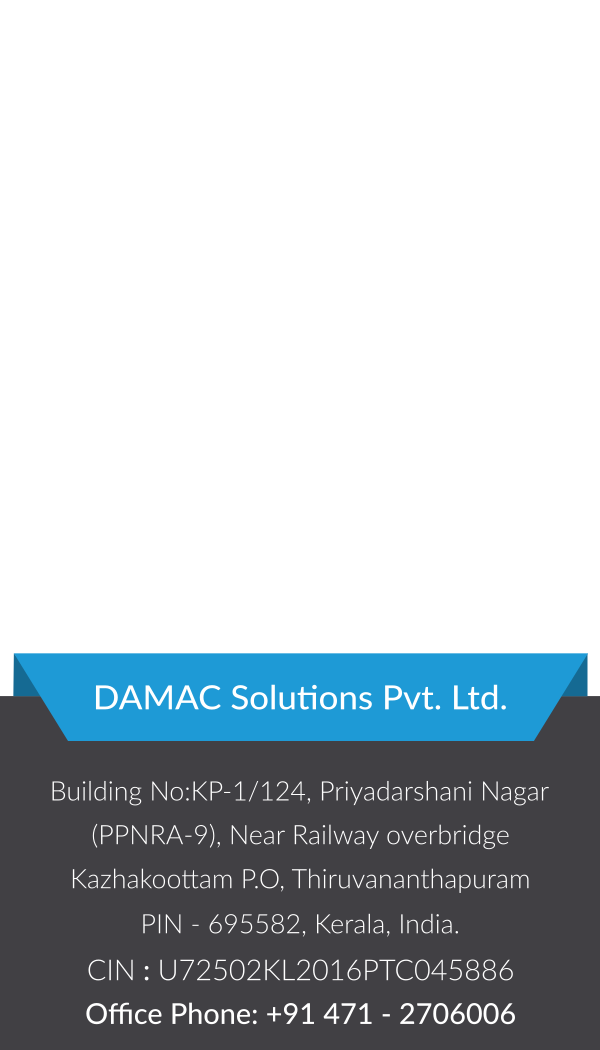 DAMAC Solutions Pvt. Ltd.
Building No:KP-1/124, Priyadarshani Nagar
(PPNRA-9), Near Railway overbridge
Kazhakoottam P.O, Thiruvananthapuram
PIN - 695582, Kerala, India.
CIN : U72502KL2016PTC045886
Office Phone: +91 471 - 2706006